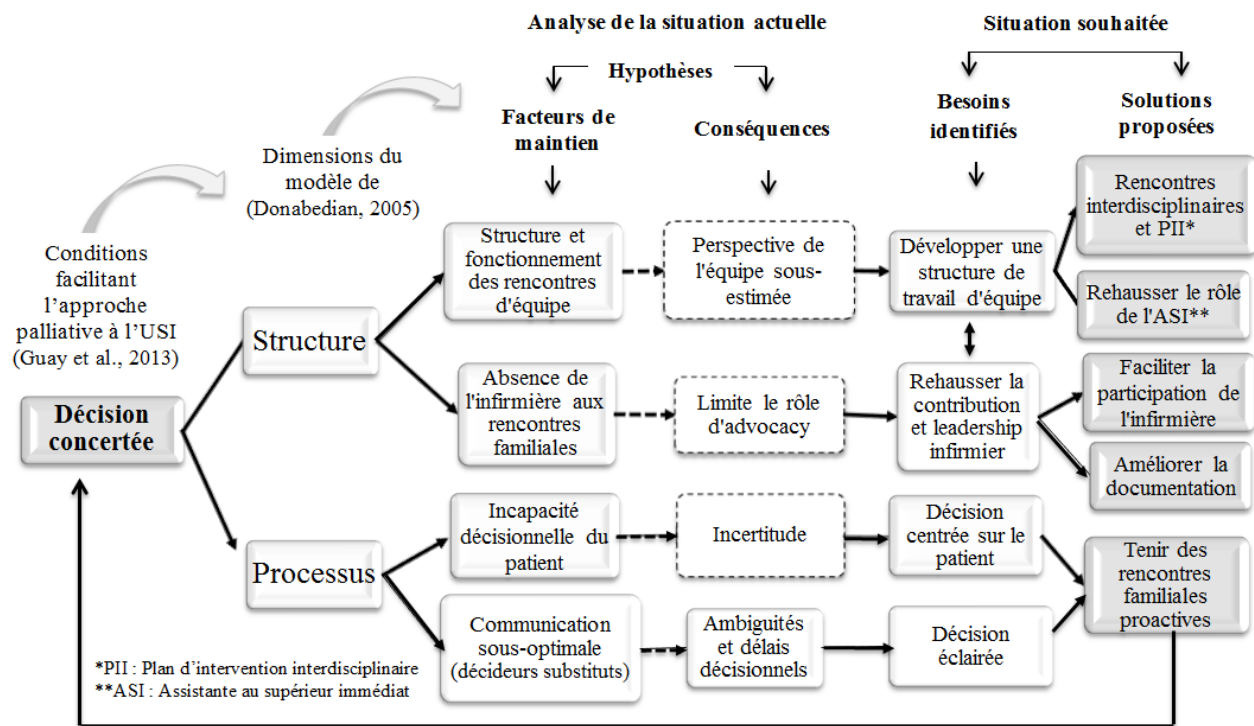 Analyse de la situation actuelle
Situation souhaitée
Hypothèses
Facteurs de
maintien
Conséquences
Besoins
identifiés
Solutions
proposées
Dimensions du
modèle de
(Donabedian, 2005)
Conditions
facilitant
l’approche
palliative à l’USI
(Guay et al., 2013)
Décision
concertée
Structure
Structure et
fonctionnement
des rencontres
d'équipe
Perspective de
l'équipe sous-
estimée
Développer une
structure de
travail d'équipe
Rencontres
interdisciplinaires
et PII*
Rehausser le rôle
de l'ASI**
Absence de
l'infirmière aux
rencontres
familiales
Limite le rôle
d'advocacy
Rehausser la
contribution
et leadership
infirmier
Faciliter la
participation de
l'infirmière
Améliorer la
documentation
Processus
Incapacité
décisionnelle du
patient
Incertitude
Décision
centrée sur le
patient
Tenir des
rencontres
familiales
proactives
Communication
sous-optimale
(décideurs substituts)
Ambiguités
et délais
décisionnels
Décision
éclairée
*PII : Plan d’intervention interdisciplinaire
**ASI : Assistante au supérieur immédiat